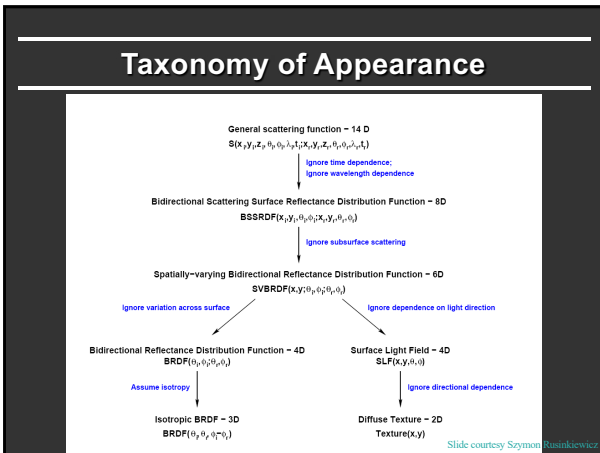 Taxonomy of Appearance
General scattering function − 14 D
S(xᵢ,yᵢ,zᵢ,θᵢ,ϕᵢ,λᵢ,tᵢ;xᵣ,yᵣ,zᵣ,θᵣ,ϕᵣ,λᵣ,tᵣ)
Ignore time dependence;
Ignore wavelength dependence
Bidirectional Scattering Surface Reflectance Distribution Function − 8D
BSSRDF(xᵢ,yᵢ,θᵢ,ϕᵢ;xᵣ,yᵣ,θᵣ,ϕᵣ)
Ignore subsurface scattering
Spatially−varying Bidirectional Reflectance Distribution Function − 6D
SVBRDF(x,y;θᵢ,ϕᵢ;θᵣ,ϕᵣ)
Ignore variation across surface
Ignore dependence on light direction
Bidirectional Reflectance Distribution Function − 4D
BRDF(θᵢ,ϕᵢ;θᵣ,ϕᵣ)
Surface Light Field − 4D
SLF(x,y,θ,ϕ)
Assume isotropy
Ignore directional dependence
Isotropic BRDF − 3D
BRDF(θᵢ,θᵣ,ϕᵢ−ϕᵣ)
Diffuse Texture − 2D
Texture(x,y)
Slide courtesy Szymon Rusinkiewicz